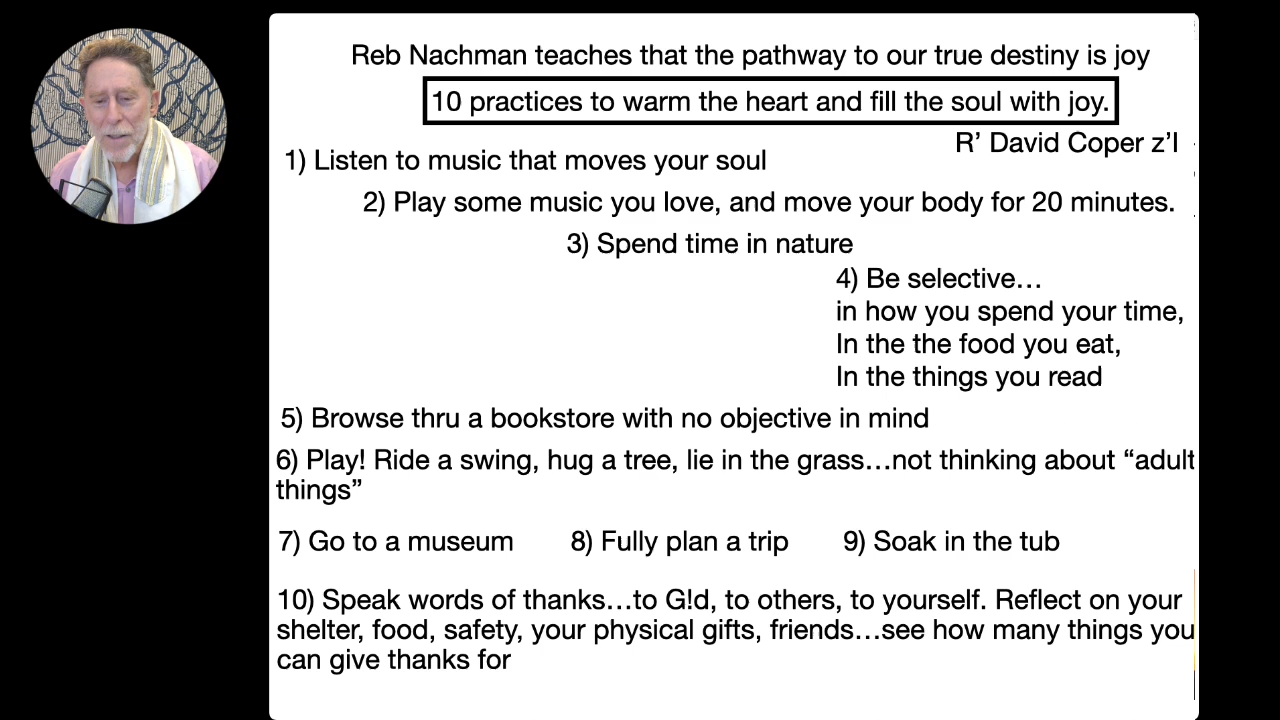 Reb Nachman teaches that the pathway to our true destiny is joy
10 practices to warm the heart and fill the soul with joy.
R’ David Coper z’l
1) Listen to music that moves your soul
2) Play some music you love, and move your body for 20 minutes.
3) Spend time in nature
4) Be selective…
in how you spend your time,
In the the food you eat,
In the things you read
5) Browse thru a bookstore with no objective in mind
6) Play! Ride a swing, hug a tree, lie in the grass…not thinking about “adult
things”
7) Go to a museum
8) Fully plan a trip
9) Soak in the tub
10) Speak words of thanks…to G!d, to others, to yourself. Reflect on your
shelter, food, safety, your physical gifts, friends…see how many things you
can give thanks for